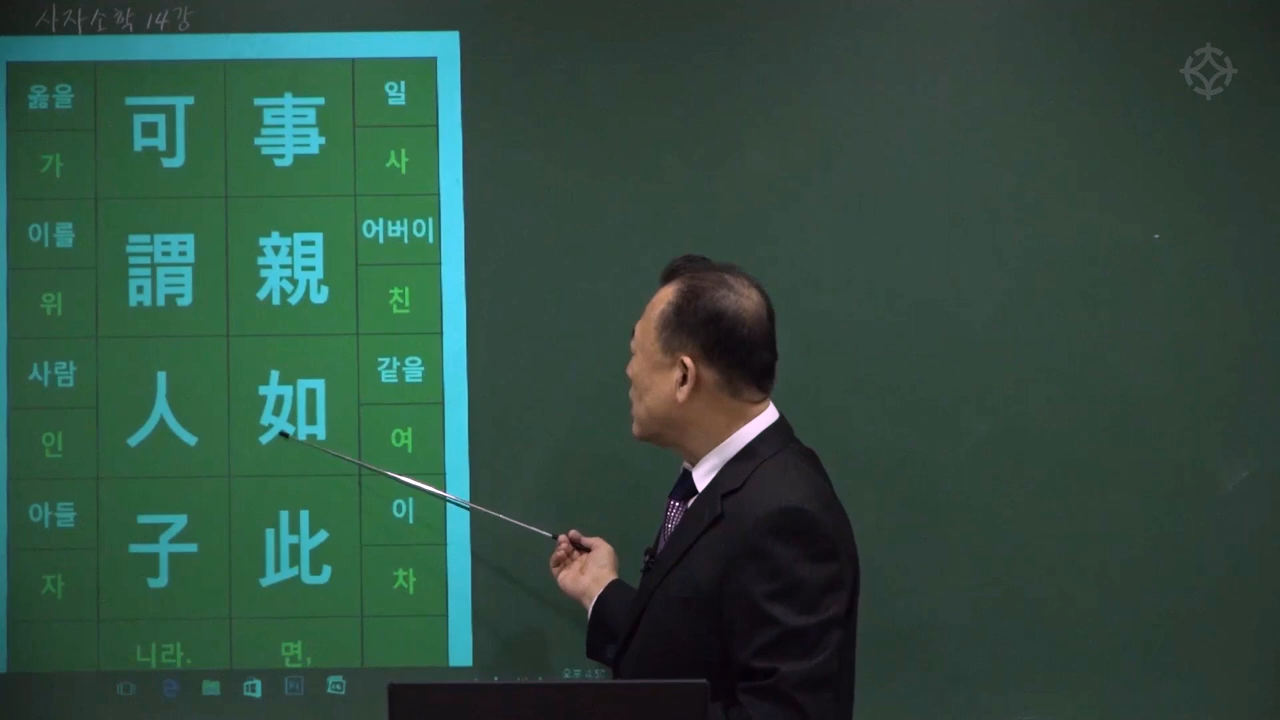 사자소학 14강
일 사
事
어버이 친
親
같을 여
如
이 차
此
면,
옳을 가
可
이를 위
謂
사람 인
人
아들 자
子
니라.